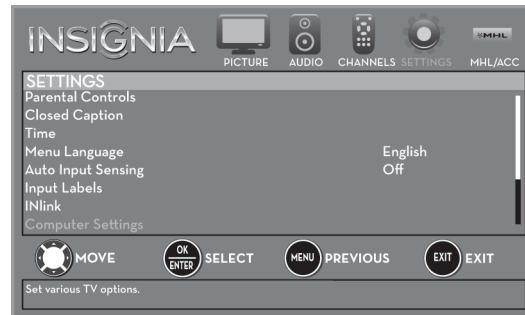 INSIGNIA
PICTURE AUDIO CHANNELS SETTINGS MHL/ACC
MHL
SETTINGS
Parental Controls
Closed Caption
Time
Menu Language English
Auto Input Sensing Off
Input Labels
INlink
Computer Settings
MOVE OK ENTER SELECT MENU PREVIOUS EXIT EXIT
Set various TV options.